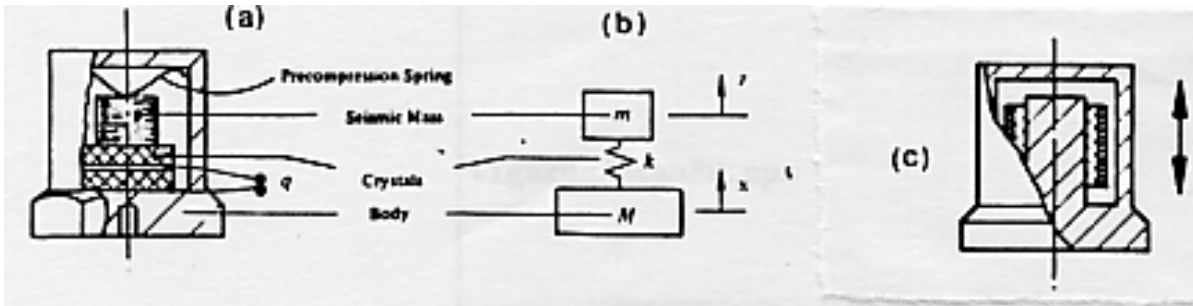 (a)
(b)
Precompression Spring
Seismic Mass
m
y
k
(c)
q
Crystals
x
Body
M